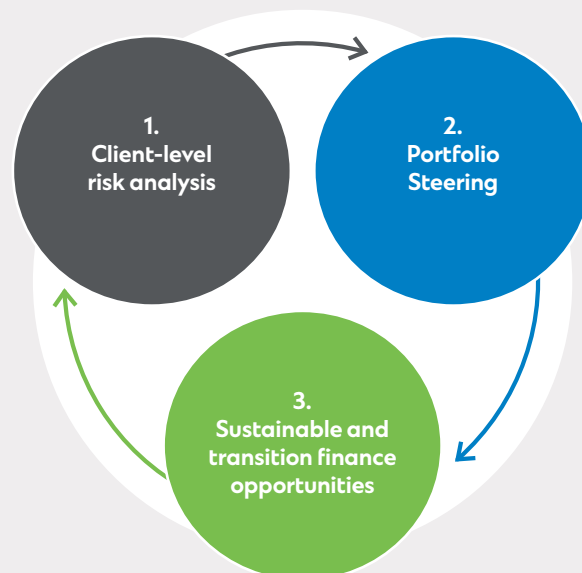 1.
Client-level
risk analysis
2.
Portfolio
Steering
3.
Sustainable and
transition finance
opportunities